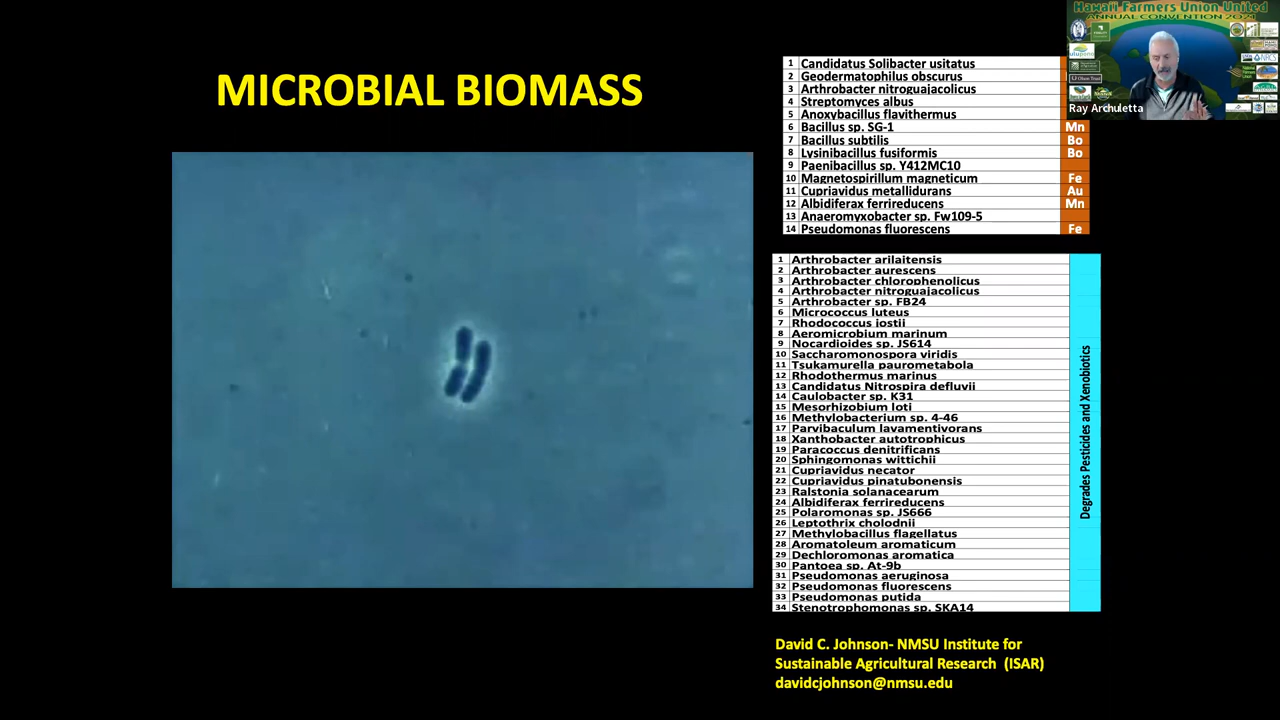 MICROBIAL BIOMASS
1 Candidatus Solibacter usitatus
2 Geodermatophilus obscurus
3 Arthrobacter nitroguajacolicus
4 Streptomyces albus
5 Anoxybacillus flavithermus
6 Bacillus sp. SG-1 Mn
7 Bacillus subtilis Bo
8 Lysinibacillus fusiformis Bo
9 Paenibacillus sp. Y412MC10
10 Magnetospirillum magneticum Fe
11 Cupriavidus metallidurans Au
12 Albidiferax ferrireducens Mn
13 Anaeromyxobacter sp. Fw109-5
14 Pseudomonas fluorescens Fe
Hawaii Farmers Union United
ANNUAL CONVENTION 2021
Ray Archuletta
1 Arthrobacter arilaitensis
2 Arthrobacter aurescens
3 Arthrobacter chlorophenolicus
4 Arthrobacter nitroguajacolicus
5 Arthrobacter sp. FB24
6 Micrococcus luteus
7 Rhodococcus jostii
8 Aeromicrobium marinum
9 Nocardioides sp. JS614
10 Saccharomonospora viridis
11 Tsukamurella paurometabola
12 Rhodothermus marinus
13 Candidatus Nitrospira defluvii
14 Caulobacter sp. K31
15 Mesorhizobium loti
16 Methylobacterium sp. 4-46
17 Parvibaculum lavamentivorans
18 Xanthobacter autotrophicus
19 Paracoccus denitrificans
20 Sphingomonas wittichii
21 Cupriavidus necator
22 Cupriavidus pinatubonensis
23 Ralstonia solanacearum
24 Albidiferax ferrireducens
25 Polaromonas sp. JS666
26 Leptothrix cholodnii
27 Methylobacillus flagellatus
28 Aromatoleum aromaticum
29 Dechloromonas aromatica
30 Pantoea sp. At-9b
31 Pseudomonas aeruginosa
32 Pseudomonas fluorescens
33 Pseudomonas putida
34 Stenotrophomonas sp. SKA14
Degrades Pesticides and Xenobiotics
David C. Johnson- NMSU Institute for
Sustainable Agricultural Research (ISAR)
davidcjohnson@nmsu.edu